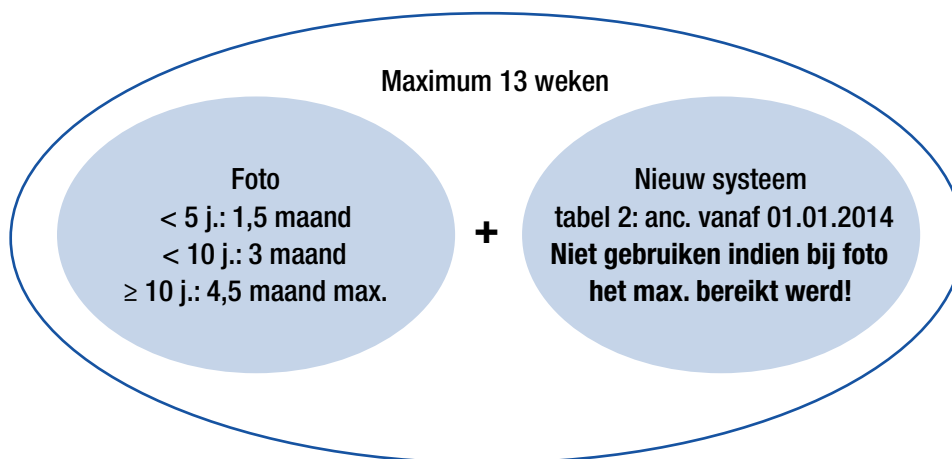 Maximum 13 weken
Foto
< 5 j.: 1,5 maand
< 10 j.: 3 maand
≥ 10 j.: 4,5 maand max.
+
Nieuw systeem
tabel 2: anc. vanaf 01.01.2014
Niet gebruiken indien bij foto
het max. bereikt werd!